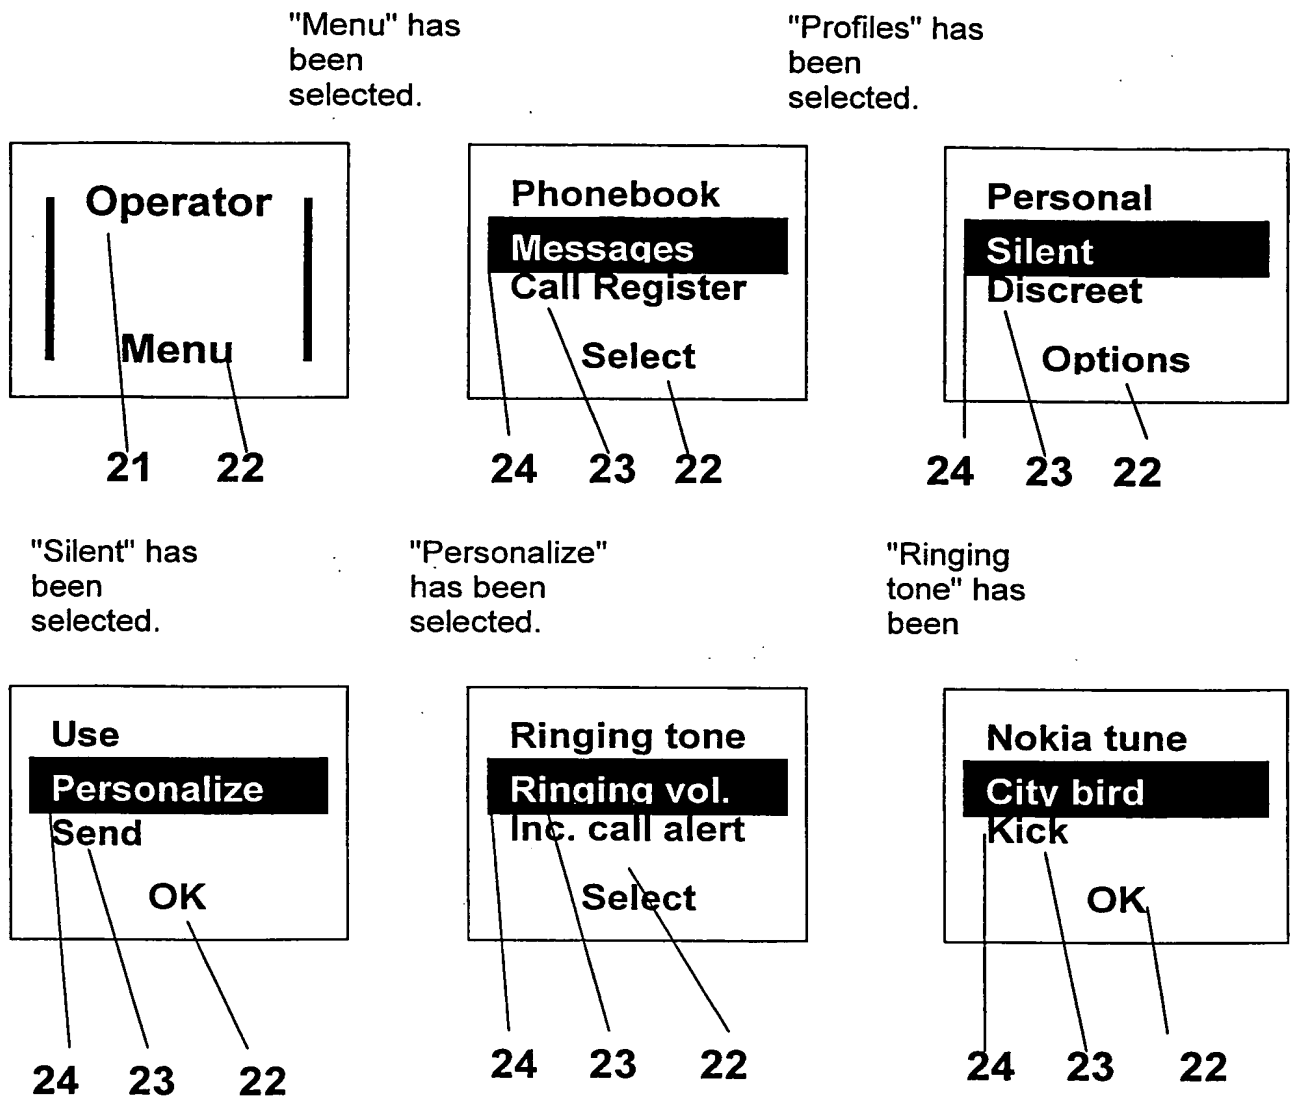 "Menu" has
been
selected.
"Profiles" has
been
selected.
Operator
Menu
21 22
Phonebook
Messages
Call Register
Select
24 23 22
Personal
Silent
Discreet
Options
24 23 22
"Silent" has
been
selected.
"Personalize"
has been
selected.
"Ringing
tone" has
been
Use
Personalize
Send
OK
24 23 22
Ringing tone
Ringing vol.
Inc. call alert
Select
24 23 22
Nokia tune
City bird
Kick
OK
24 23 22